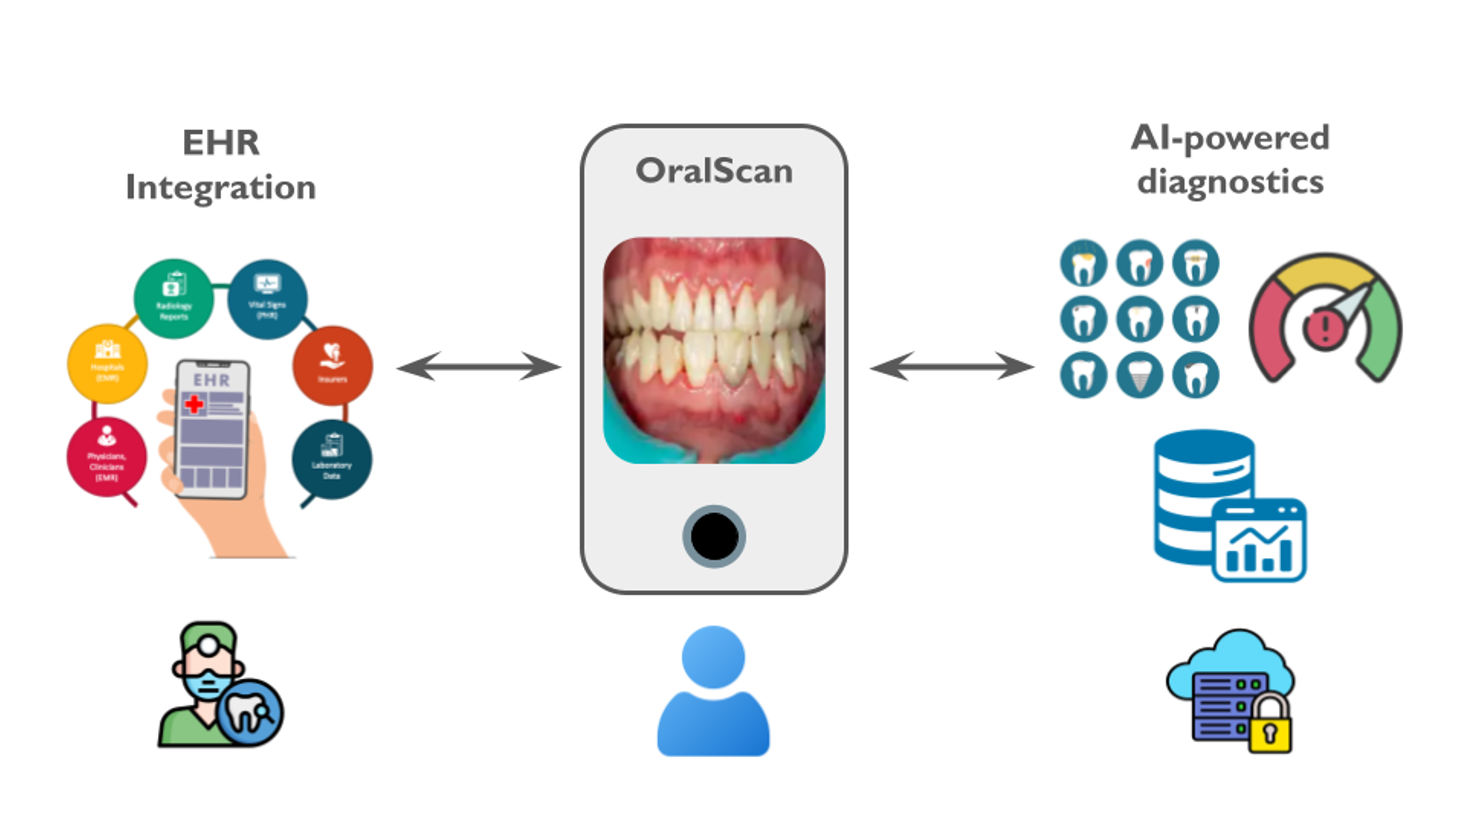 EHR
Integration
Radiology
Reports
Vital Signs
(PHR)
Hospitals
(EMR)
Insurers
EHR
Physicians,
Clinicians
(EMR)
Laboratory
Data
OralScan
AI-powered
diagnostics